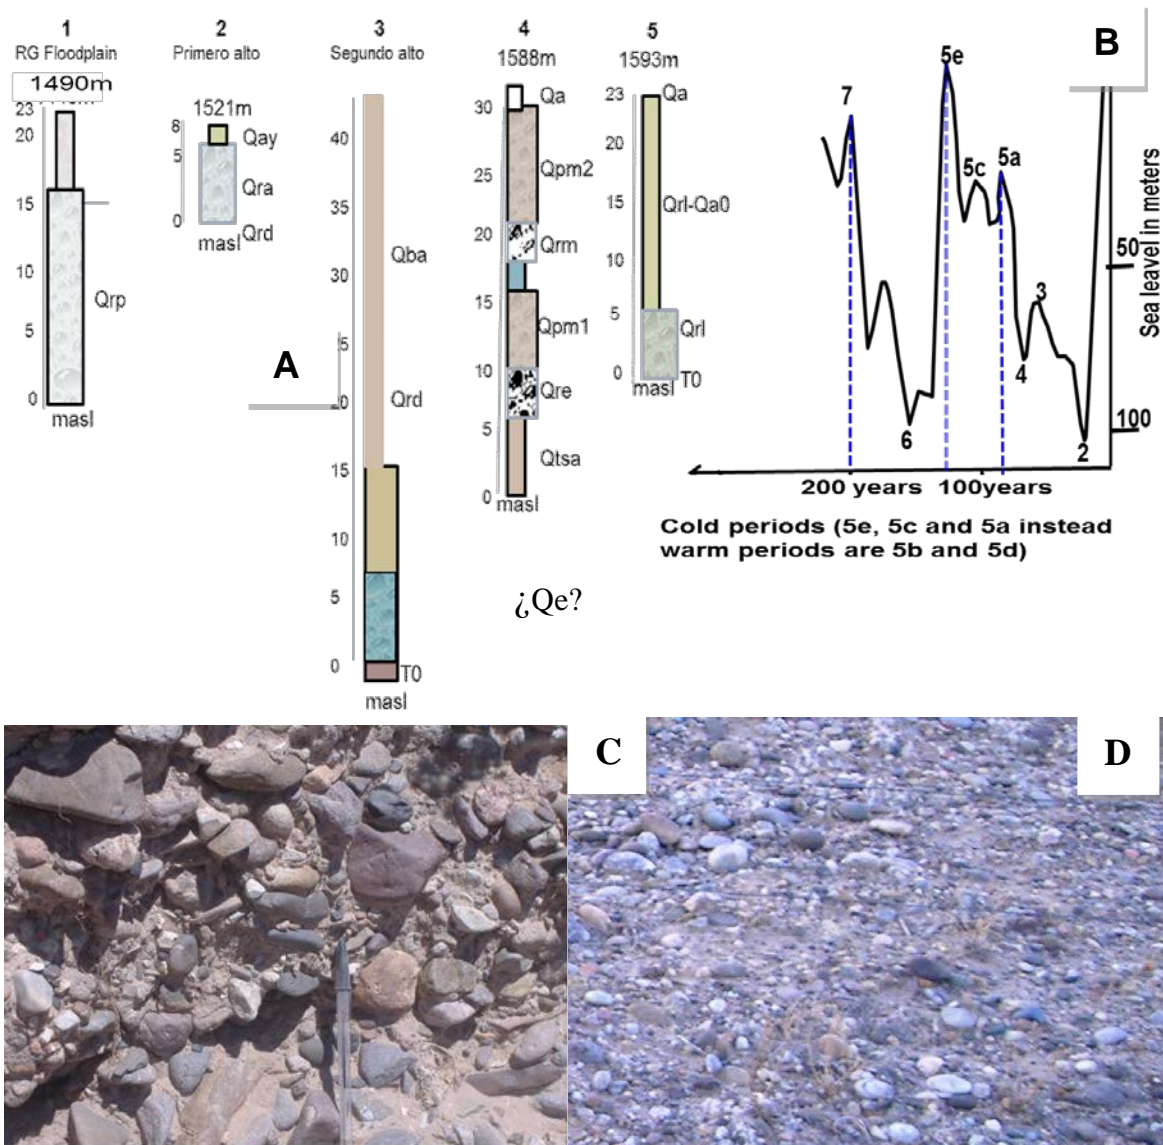 1
RG Floodplain
1490m
23
20
15
10
5
0
masl
Qrp
2
Primero alto
1521m
8
5
0
Qay
Qra
Qrd
masl
3
Segundo alto
40
35
30
5
20
15
10
5
0
Qba
Qrd
T0
masl
A
4
1588m
30
25
20
15
10
5
0
Qa
Qpm2
Qrm
Qpm1
Qre
Qtsa
masl
5
1593m
23
20
15
10
5
0
Qa
Qrl-Qa0
Qrl
T0
masl
B
7
5e
5c
5a
3
4
6
2
50
100
Sea leavel in meters
200 years 100years
Cold periods (5e, 5c and 5a instead
warm periods are 5b and 5d)
¿Qe?
C
D